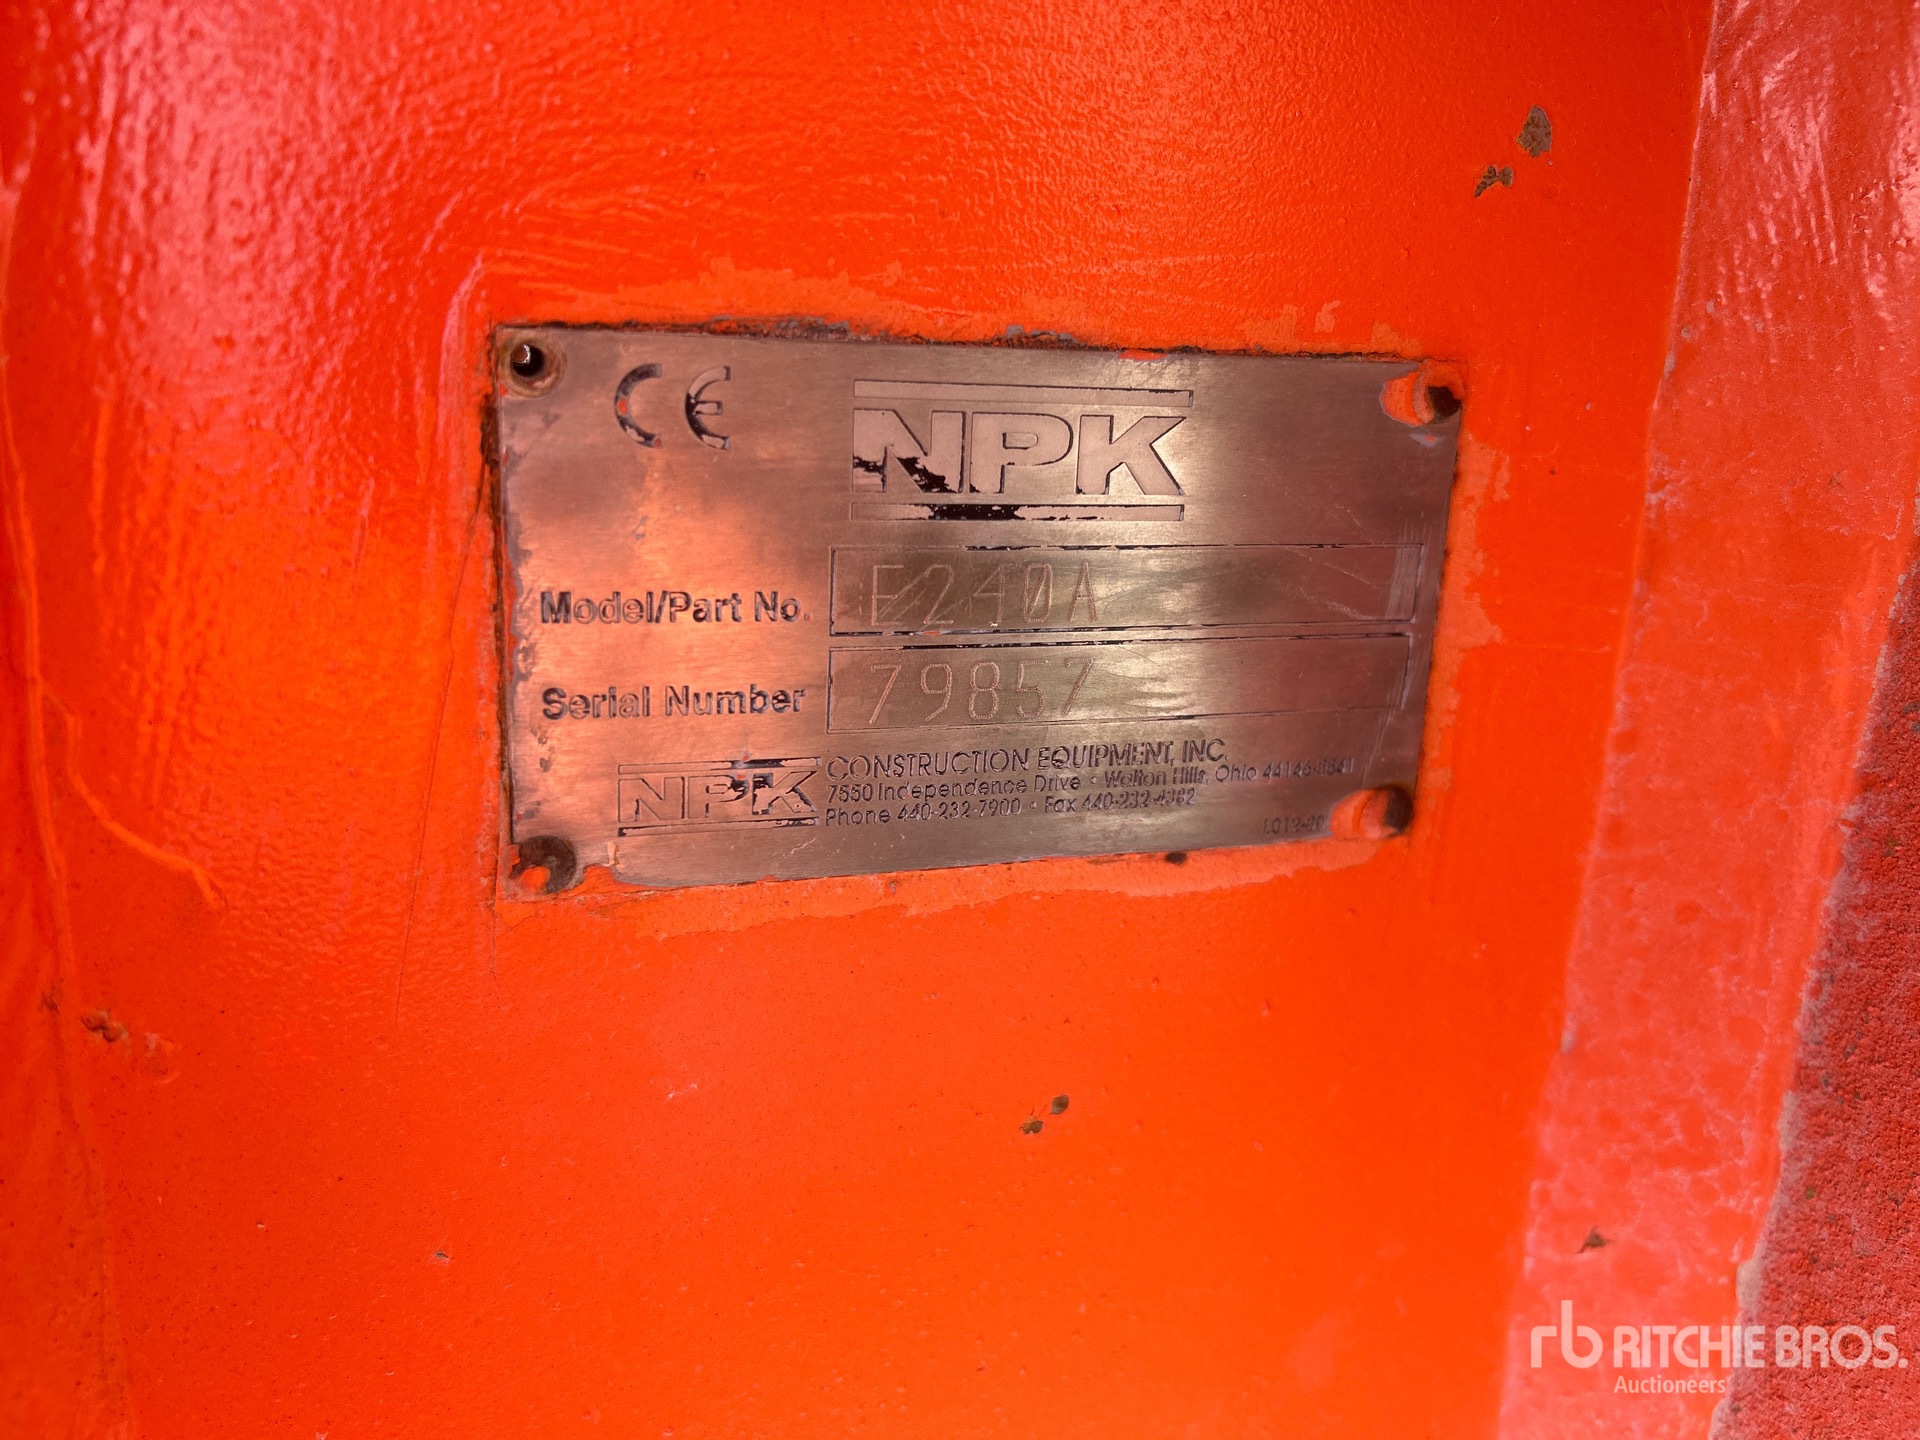 CE
NPK
Model/Part No. E240A
Serial Number 79857
NPK CONSTRUCTION EQUIPMENT, INC.
7550 Independence Drive • Walton Hills, Ohio
Phone 440-232-7900 • Fax 440-232-4382
rb RITCHIE BROS.
Auctioneers